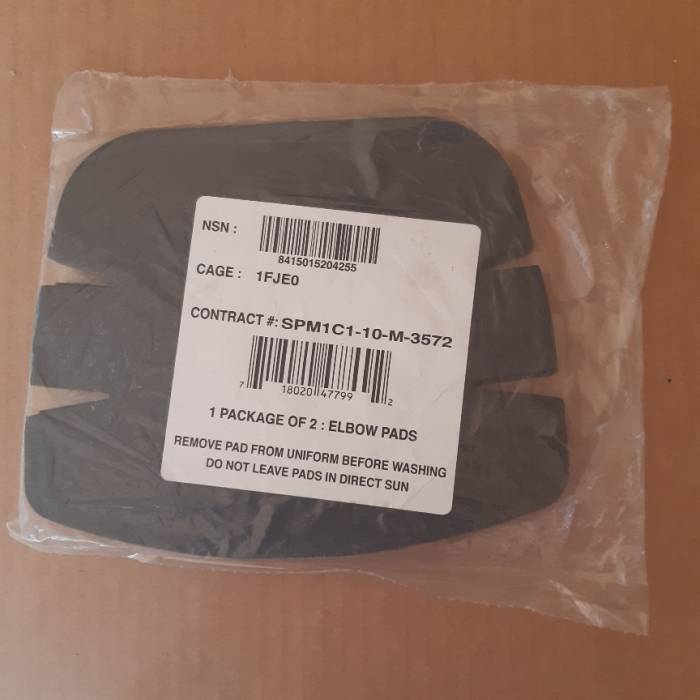 NSN :
8415015204255
CAGE : 1FJE0
CONTRACT #: SPM1C1-10-M-3572
7 18020 47799 2
1 PACKAGE OF 2 : ELBOW PADS
REMOVE PAD FROM UNIFORM BEFORE WASHING
DO NOT LEAVE PADS IN DIRECT SUN